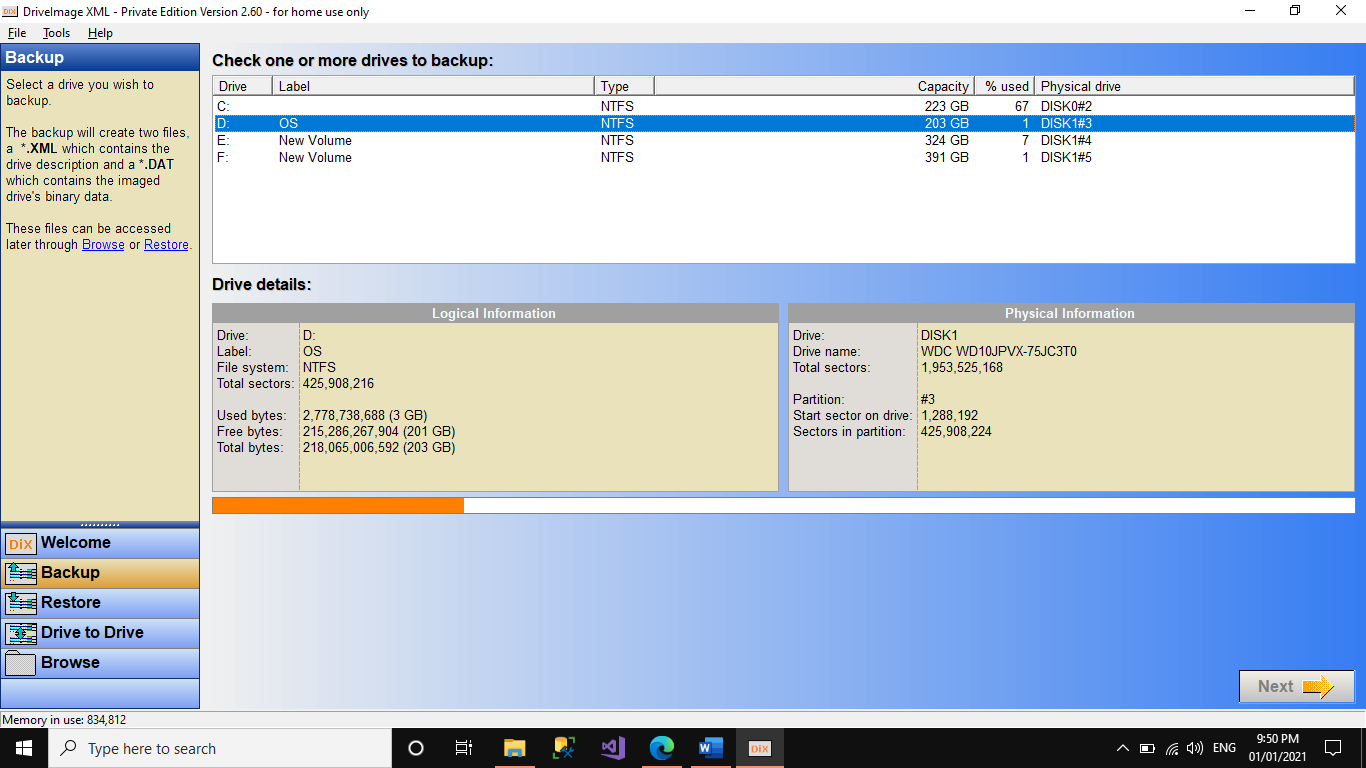 DiX DriveImage XML - Private Edition Version 2.60 - for home use only
File Tools Help
Backup
Select a drive you wish to
backup.
The backup will create two files,
a *.XML which contains the
drive description and a *.DAT
which contains the imaged
drive's binary data.
These files can be accessed
later through Browse or Restore.
Check one or more drives to backup:
Drive Label Type Capacity % used Physical drive
C: NTFS 223 GB 67 DISK0#2
D: OS NTFS 203 GB 1 DISK1#3
E: New Volume NTFS 324 GB 7 DISK1#4
F: New Volume NTFS 391 GB 1 DISK1#5
Drive details:
Logical Information
Drive: D:
Label: OS
File system: NTFS
Total sectors: 425,908,216
Used bytes: 2,778,738,688 (3 GB)
Free bytes: 215,286,267,904 (201 GB)
Total bytes: 218,065,006,592 (203 GB)
Physical Information
Drive: DISK1
Drive name: WDC WD10JPVX-75JC3T0
Total sectors: 1,953,525,168
Partition: #3
Start sector on drive: 1,288,192
Sectors in partition: 425,908,224
DiX Welcome
Backup
Restore
Drive to Drive
Browse
Next
Memory in use: 834,812
Type here to search
W
DiX
ENG
9:50 PM
01/01/2021